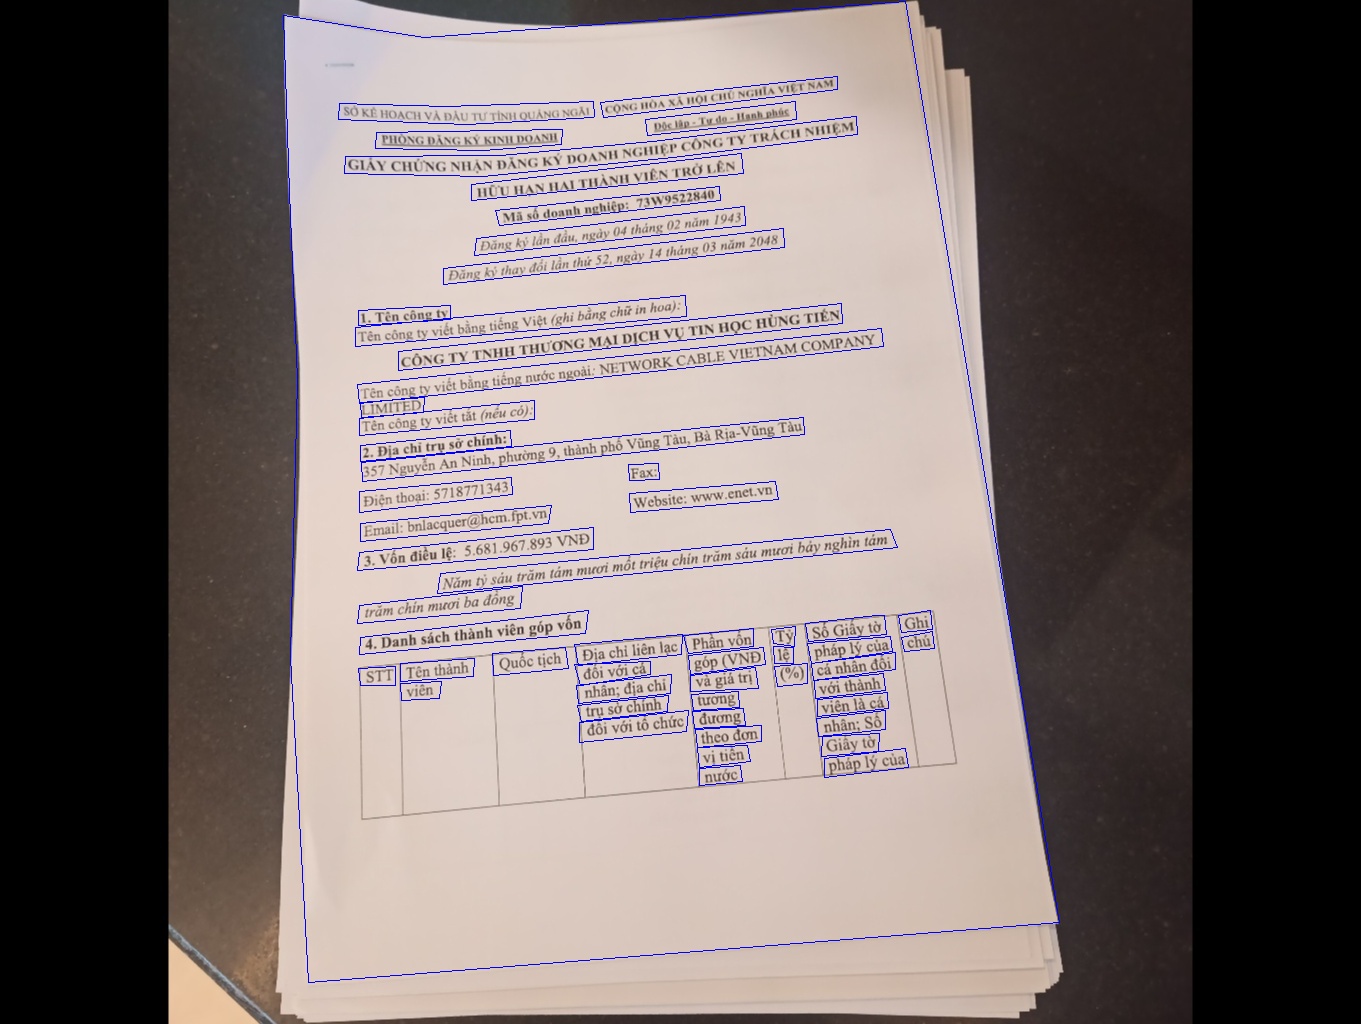 SỞ KẾ HOẠCH VÀ ĐẦU TƯ TỈNH QUẢNG NGÃI
CỘNG HÒA XÃ HỘI CHỦ NGHĨA VIỆT NAM
PHÒNG ĐĂNG KÝ KINH DOANH
Độc lập - Tự do - Hạnh phúc
GIẤY CHỨNG NHẬN ĐĂNG KÝ DOANH NGHIỆP CÔNG TY TRÁCH NHIỆM
HỮU HẠN HAI THÀNH VIÊN TRỞ LÊN
Mã số doanh nghiệp: 73W9522840
Đăng ký lần đầu, ngày 04 tháng 02 năm 1943
Đăng ký thay đổi lần thứ 52, ngày 14 tháng 03 năm 2048
1. Tên công ty
Tên công ty viết bằng tiếng Việt (ghi bằng chữ in hoa):
CÔNG TY TNHH THƯƠNG MẠI DỊCH VỤ TIN HỌC HÙNG TIẾN
Tên công ty viết bằng tiếng nước ngoài: NETWORK CABLE VIETNAM COMPANY
LIMITED
Tên công ty viết tắt (nếu có):
2. Địa chỉ trụ sở chính:
357 Nguyễn An Ninh, phường 9, thành phố Vũng Tàu, Bà Rịa-Vũng Tàu
Điện thoại: 5718771343
Fax:
Email: bnlacquer@hcm.fpt.vn
Website: www.enet.vn
3. Vốn điều lệ: 5.681.967.893 VNĐ
Năm tỷ sáu trăm tám mươi mốt triệu chín trăm sáu mươi bảy nghìn tám
trăm chín mươi ba đồng
4. Danh sách thành viên góp vốn
STT
Tên thành
viên
Quốc tịch
Địa chỉ liên lạc
đối với cá
nhân; địa chỉ
trụ sở chính
đối với tổ chức
Phần vốn
góp (VNĐ
và giá trị
tương
đương
theo đơn
vị tiền
nước
Tỷ
lệ
(%)
Số Giấy tờ
pháp lý của
cá nhân đối
với thành
viên là cá
nhân; Số
Giấy tờ
pháp lý của
Ghi
chú